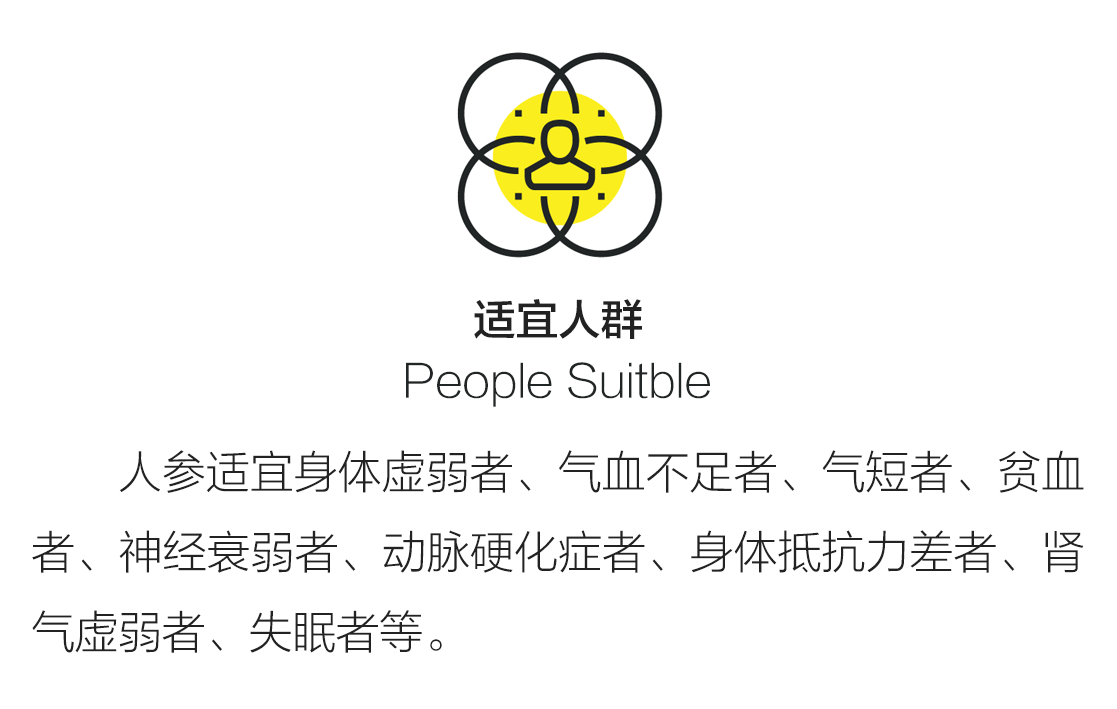 适宜人群
People Suitble
人参适宜身体虚弱者、气血不足者、气短者、贫血
者、神经衰弱者、动脉硬化症者、身体抵抗力差者、肾
气虚弱者、失眠者等。